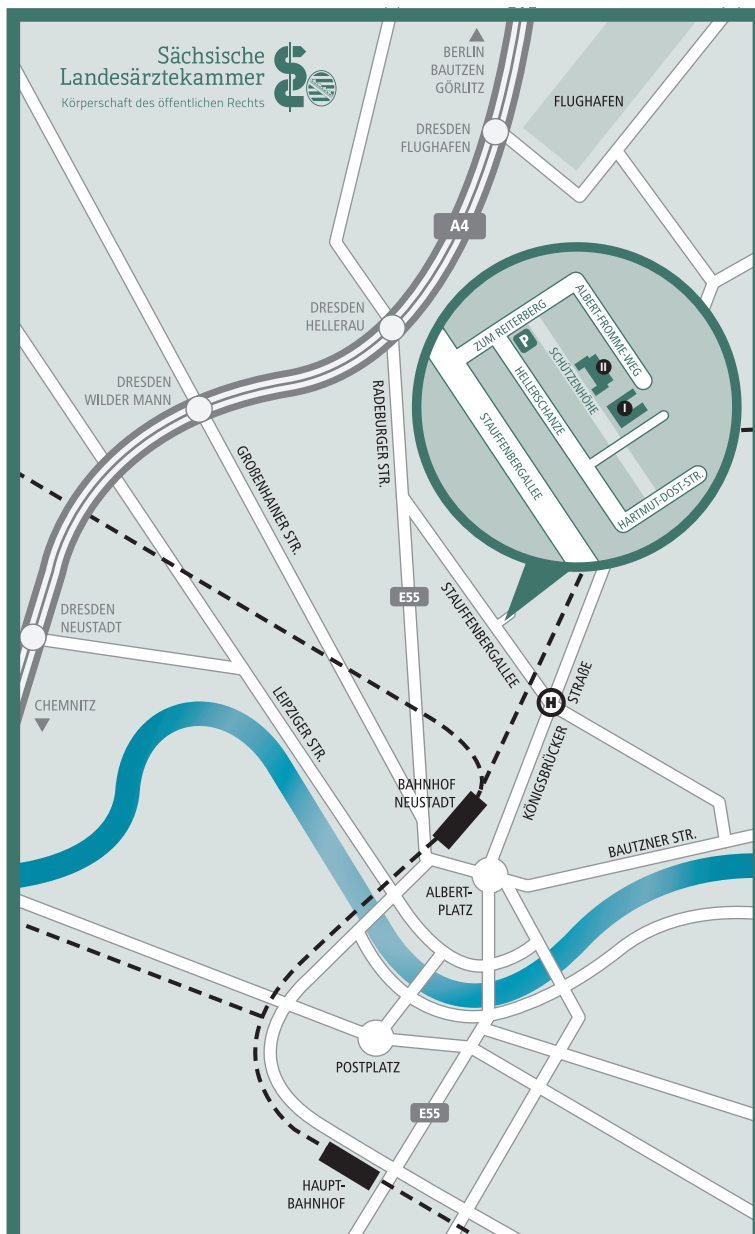 Sächsische
Landesärztekammer
Körperschaft des öffentlichen Rechts
BERLIN
BAUTZEN
GÖRLITZ
FLUGHAFEN
DRESDEN
FLUGHAFEN
A4
DRESDEN
HELLERAU
ZUM REITERBERG
ALBERT-FROMME-WEG
P
SCHÜTZENHÖHE
II
I
HELLERSCHANZE
STAUFFENBERGALLEE
HARTMUT-DOST-STR.
DRESDEN
WILDER MANN
RADEBURGER STR.
GROßENHAINER STR.
E55
STAUFFENBERGALLEE
DRESDEN
NEUSTADT
CHEMNITZ
LEIPZIGER STR.
H
KÖNIGSBRÜCKER
STRAßE
BAHNHOF
NEUSTADT
BAUTZNER STR.
ALBERT-
PLATZ
POSTPLATZ
E55
HAUPT-
BAHNHOF